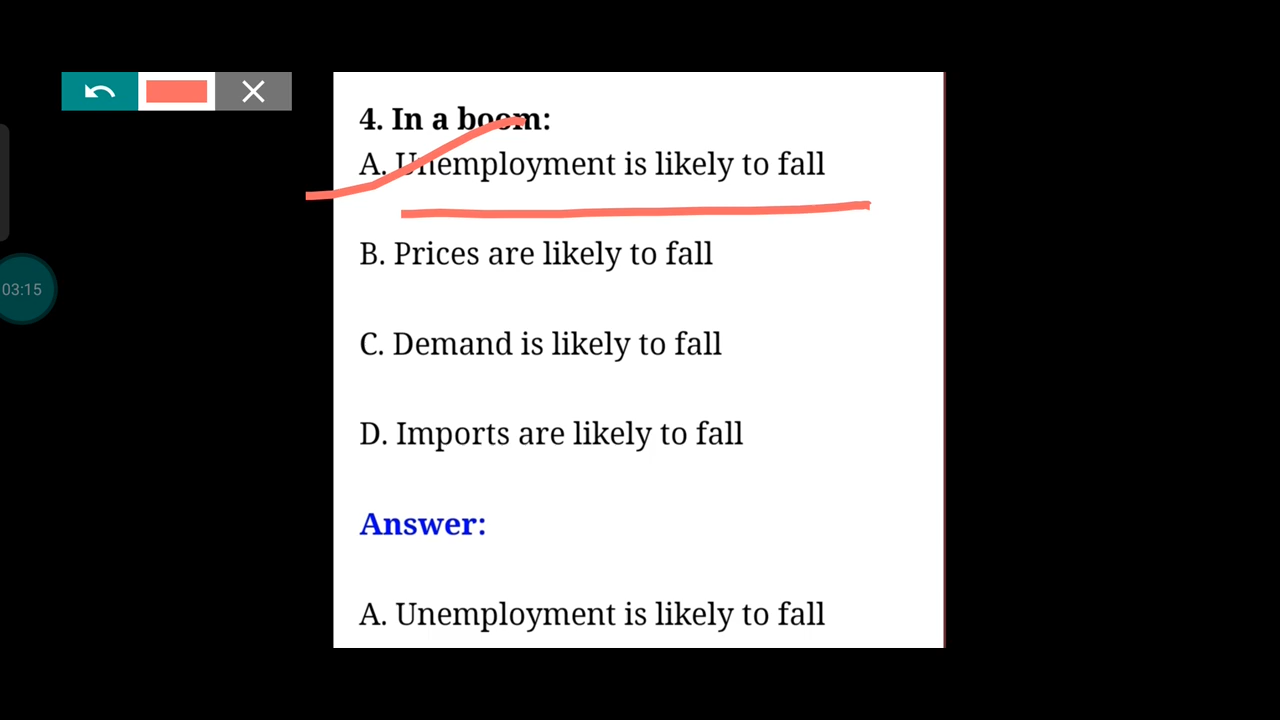 4. In a boom:
A. Unemployment is likely to fall
B. Prices are likely to fall
03:15
C. Demand is likely to fall
D. Imports are likely to fall
Answer:
A. Unemployment is likely to fall